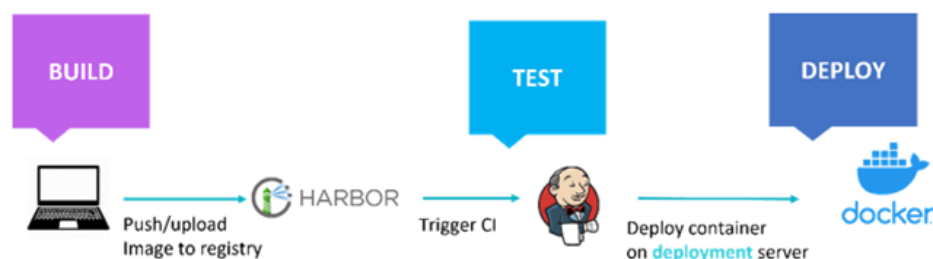 BUILD
TEST
DEPLOY
HARBOR
docker
Push/upload
Image to registry
Trigger CI
Deploy container
on deployment server